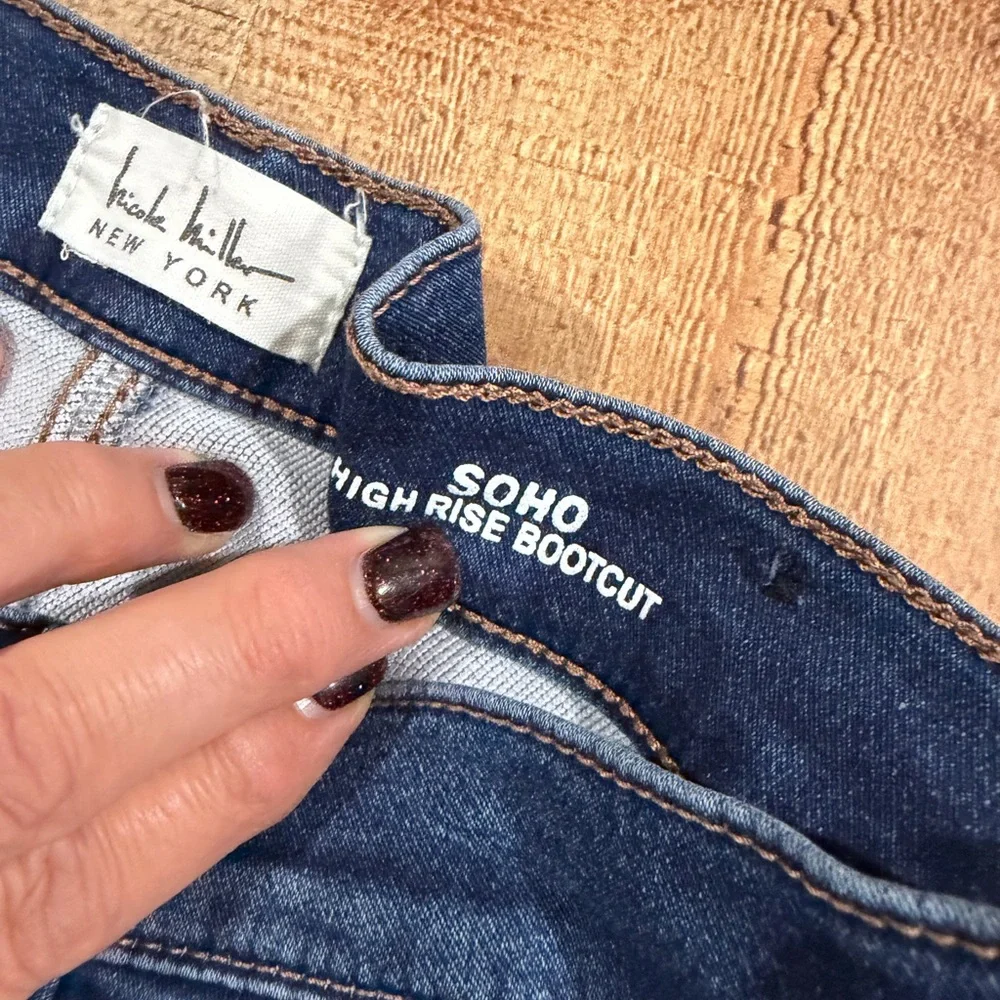 Nicole Miller
NEW YORK
SOHO
HIGH RISE BOOTCUT